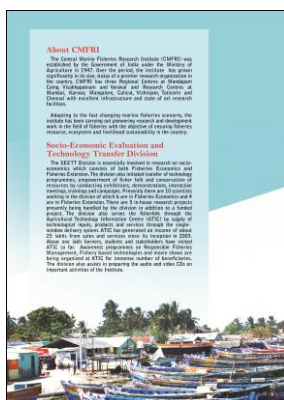 About CMFRI
The Central Marine Fisheries Research Institute (CMFRI) was
established by the Government of India under the Ministry of
Agriculture in 1947. Over the period, the institute has grown
significantly in its size, status of a premier research organisation in
the country. CMFRI has three Regional Centres at Mandapam
Camp, Visakhapatnam and Veraval and Research Centres at
Mumbai, Karwar, Mangalore, Calicut, Vizhinjam, Tuticorin and
Chennai with excellent infrastructure and state of art research
facilities.
Adapting to the fast changing marine fisheries scenario, the
institute has been carrying out pioneering research and development
work in the field of fisheries with the objective of ensuring fisheries
resource, ecosystem and livelihood sustainability in the country.
Socio-Economic Evaluation and
Technology Transfer Division
The SEETT Division is essentially involved in research on socio-
economics which consists of both Fisheries Economics and
Fisheries Extension. The division also initiated transfer of technology
programmes, empowerment of fisher folk and conservation of
resources by conducting exhibitions, demonstrations, interactive
meetings, trainings and campaigns. Presently there are 10 scientists
working in the division of which 6 are in Fisheries Economics and 4
are in Fisheries Extension. There are 5 in-house research projects
presently being handled by the division in addition to a funded
project. The division also serves the fisherfolk through the
Agricultural Technology Information Centre (ATIC) by supply of
technological inputs, products and services through the single-
window delivery system. ATIC has generated an income of about
25 lakhs from sales and services since its inception in 2003.
About one lakh farmers, students and stakeholders have visited
ATIC so far. Awareness programmes on Responsible Fisheries
Management, Fishery based technologies and movie shows are
being organized at ATIC for immense number of beneficiaries.
The division also assists in preparing the audio and video CDs on
important activities of the Institute.